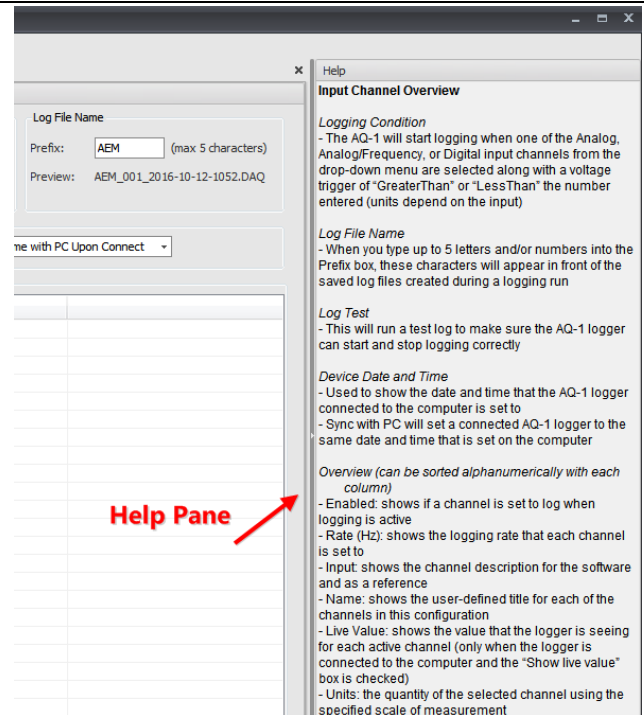 Help
Log File Name
Prefix: AEM (max 5 characters)
Preview: AEM_001_2016-10-12-1052.DAQ
me with PC Upon Connect
Help Pane
Input Channel Overview
Logging Condition
- The AQ-1 will start logging when one of the Analog,
Analog/Frequency, or Digital input channels from the
drop-down menu are selected along with a voltage
trigger of “GreaterThan” or “LessThan” the number
entered (units depend on the input)
Log File Name
- When you type up to 5 letters and/or numbers into the
Prefix box, these characters will appear in front of the
saved log files created during a logging run
Log Test
- This will run a test log to make sure the AQ-1 logger
can start and stop logging correctly
Device Date and Time
- Used to show the date and time that the AQ-1 logger
connected to the computer is set to
- Sync with PC will set a connected AQ-1 logger to the
same date and time that is set on the computer
Overview (can be sorted alphanumerically with each
column)
- Enabled: shows if a channel is set to log when
logging is active
- Rate (Hz): shows the logging rate that each channel
is set to
- Input: shows the channel description for the software
and as a reference
- Name: shows the user-defined title for each of the
channels in this configuration
- Live Value: shows the value that the logger is seeing
for each active channel (only when the logger is
connected to the computer and the “Show live value”
box is checked)
- Units: the quantity of the selected channel using the
specified scale of measurement